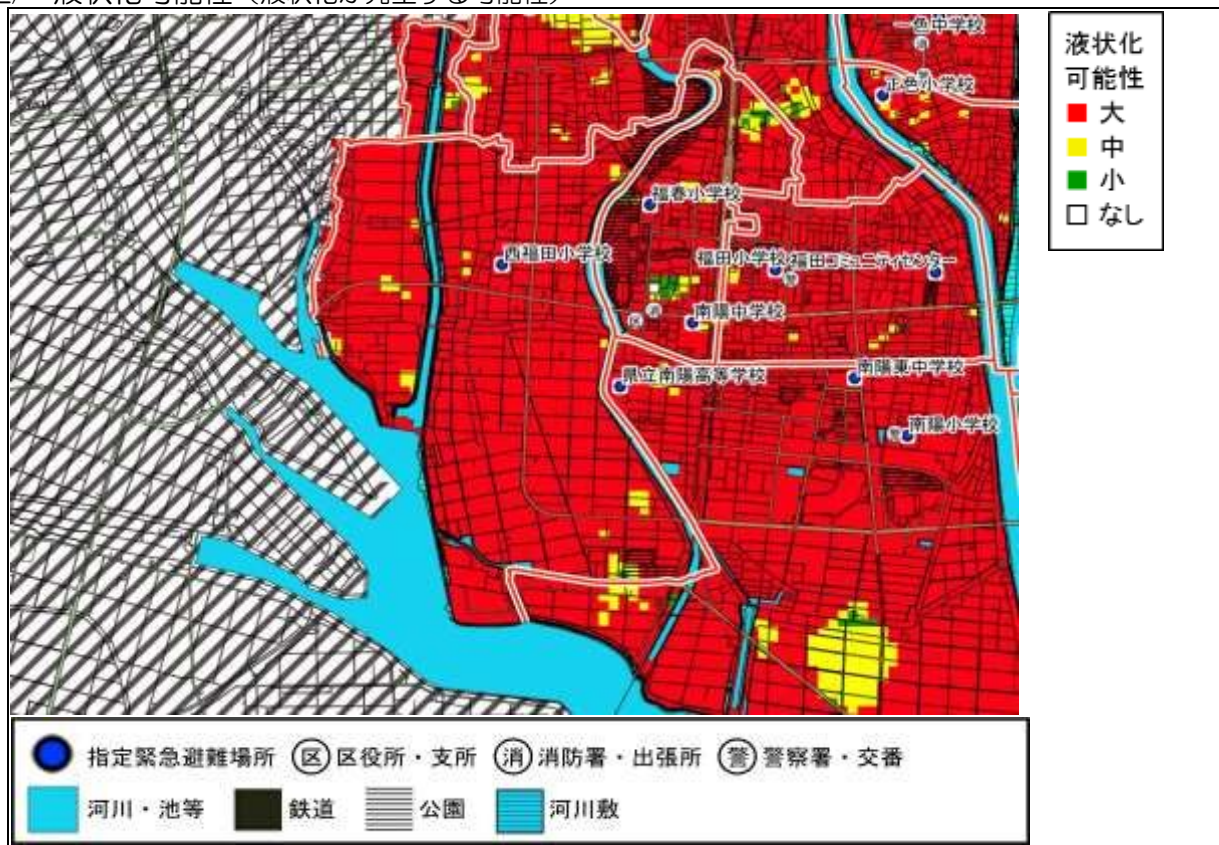 液状化可能性（液状化が発生する可能性）
液状化
可能性
大
中
小
なし
一色中学校
消
正色小学校
福春小学校
西福田小学校
福田小学校
福田コミュニティセンター
警
消
区
南陽中学校
県立南陽高等学校
南陽東中学校
警
南陽小学校
指定緊急避難場所 区 区役所・支所 消 消防署・出張所 警 警察署・交番
河川・池等 鉄道 公園 河川敷